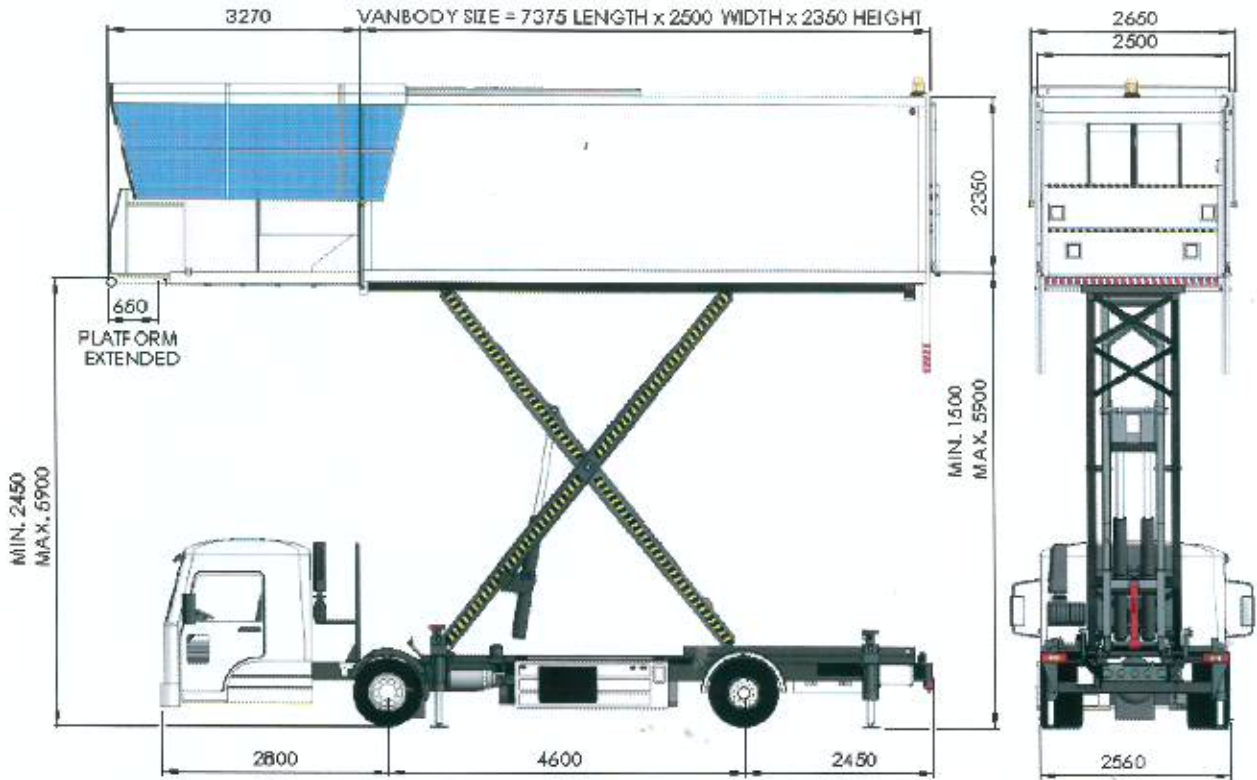 3270
VANBODY SIZE = 7375 LENGTH x 2500 WIDTH x 2350 HEIGHT
2650
2500
2350
650
PLATFORM
EXTENDED
MIN. 2450
MAX. 5900
MIN. 1500
MAX. 5900
2800
4600
2450
2560